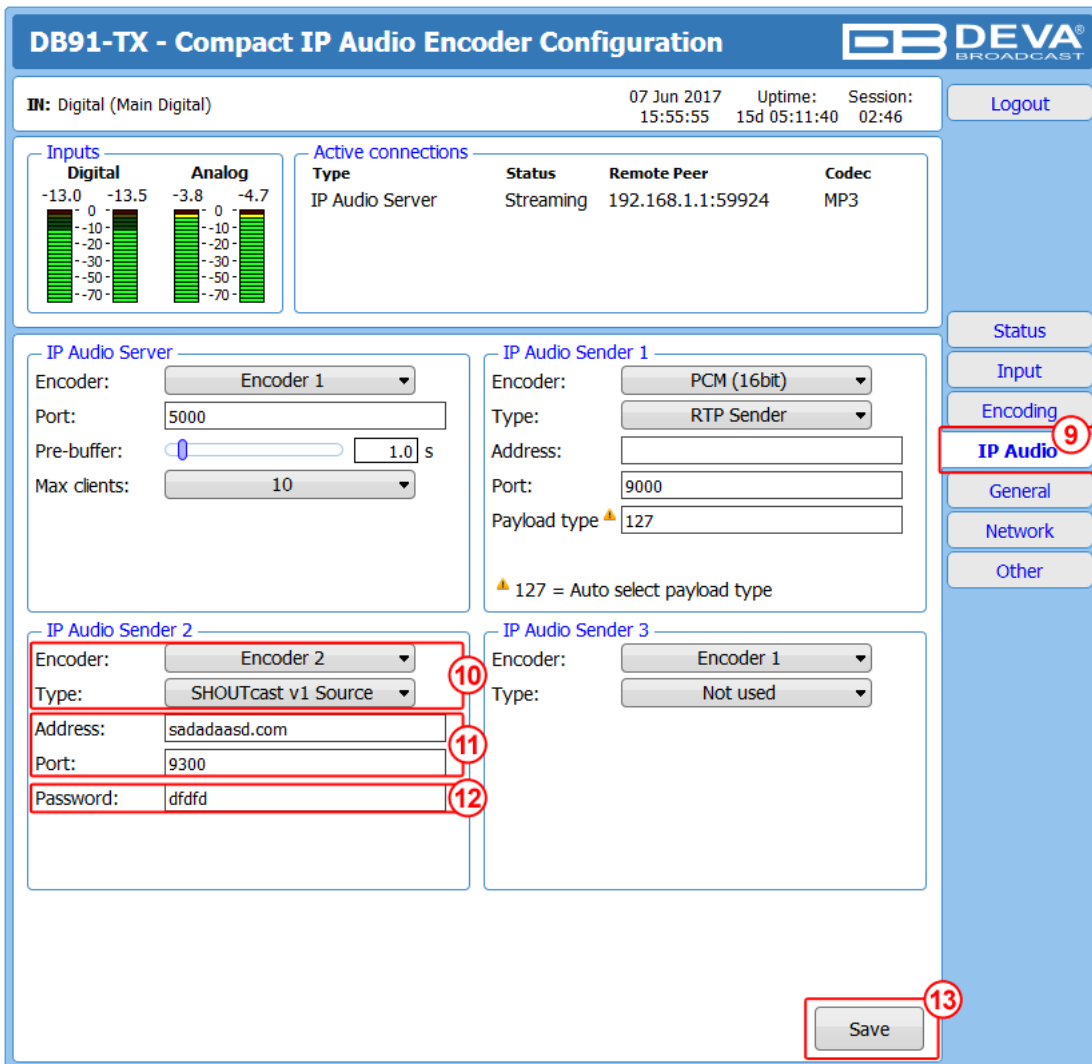 DB91-TX - Compact IP Audio Encoder Configuration
DEVA®
BROADCAST
IN: Digital (Main Digital)
07 Jun 2017 Uptime: Session:
15:55:55 15d 05:11:40 02:46
Logout
Inputs
Digital Analog
-13.0 -13.5 -3.8 -4.7
0 0
-10 -10
-20 -20
-30 -30
-50 -50
-70 -70
Active connections
Type Status Remote Peer Codec
IP Audio Server Streaming 192.168.1.1:59924 MP3
Status
Input
Encoding
IP Audio 9
General
Network
Other
IP Audio Server
Encoder: Encoder 1
Port: 5000
Pre-buffer: 1.0 s
Max clients: 10
IP Audio Sender 1
Encoder: PCM (16bit)
Type: RTP Sender
Address:
Port: 9000
Payload type 127
127 = Auto select payload type
IP Audio Sender 2
Encoder: Encoder 2
Type: SHOUTcast v1 Source
10
Address: sadadaasd.com
Port: 9300
11
Password: dfdfd
12
IP Audio Sender 3
Encoder: Encoder 1
Type: Not used
Save
13